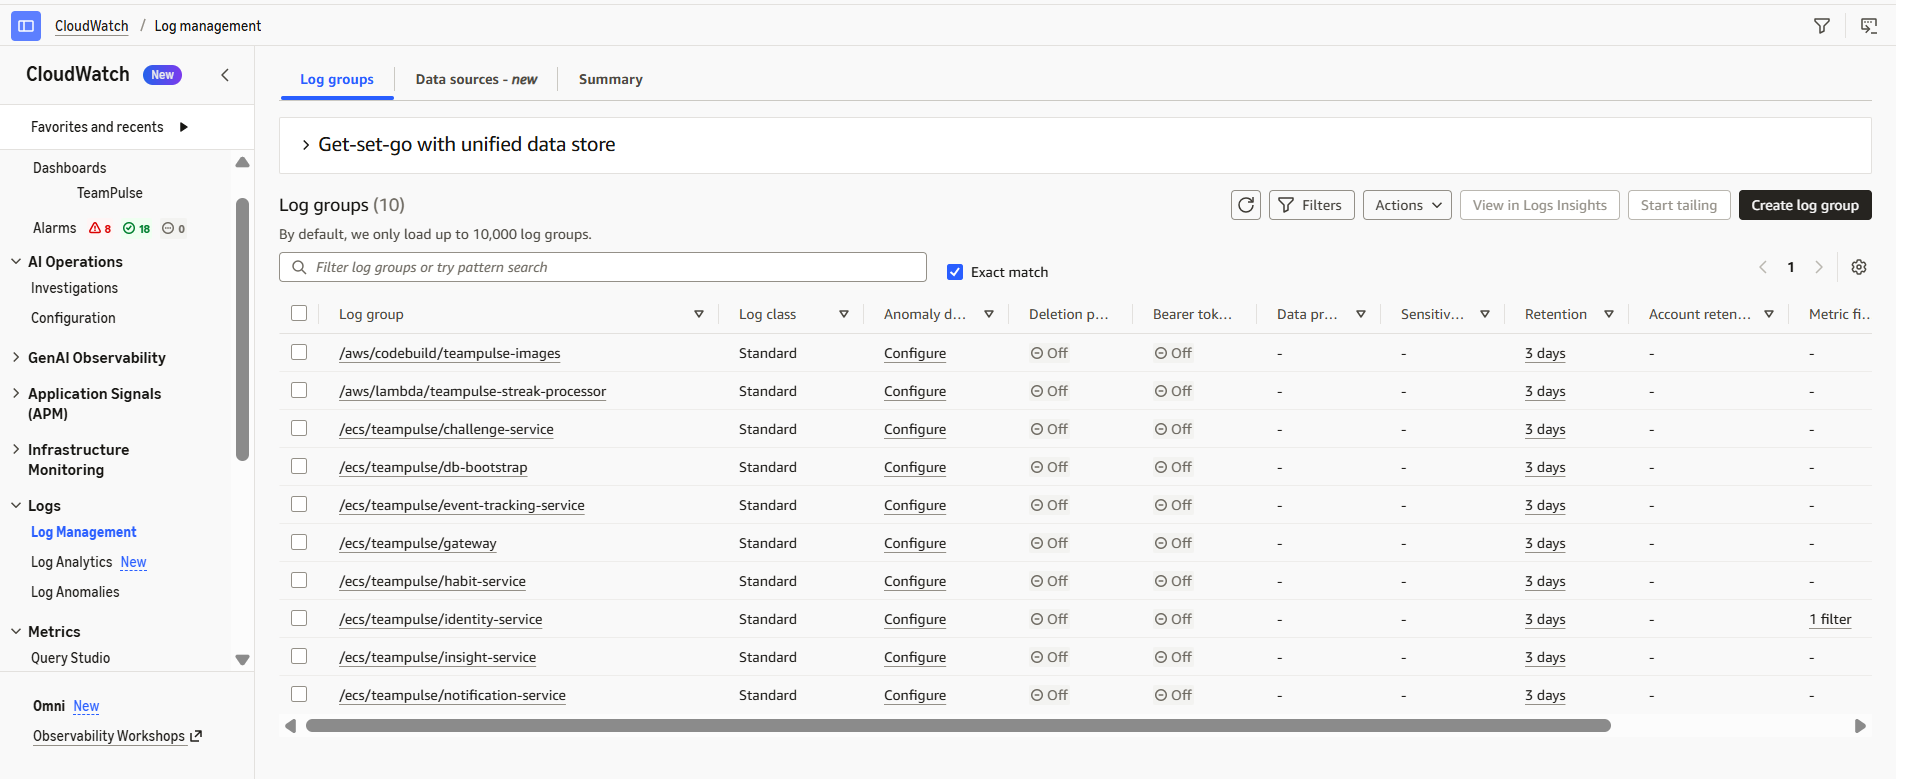 CloudWatch / Log management
CloudWatch New
Favorites and recents
Dashboards
TeamPulse
Alarms 8 18 0
AI Operations
Investigations
Configuration
GenAI Observability
Application Signals
(APM)
Infrastructure
Monitoring
Logs
Log Management
Log Analytics New
Log Anomalies
Metrics
Query Studio
Omni New
Observability Workshops
Log groups
Data sources - new
Summary
Get-set-go with unified data store
Log groups (10)
Filters Actions View in Logs Insights Start tailing Create log group
By default, we only load up to 10,000 log groups.
Filter log groups or try pattern search
Exact match
1
Log group Log class Anomaly d... Deletion p... Bearer tok... Data pr... Sensitiv... Retention Account reten... Metric fi..
/aws/codebuild/teampulse-images Standard Configure Off Off - - 3 days - -
/aws/lambda/teampulse-streak-processor Standard Configure Off Off - - 3 days - -
/ecs/teampulse/challenge-service Standard Configure Off Off - - 3 days - -
/ecs/teampulse/db-bootstrap Standard Configure Off Off - - 3 days - -
/ecs/teampulse/event-tracking-service Standard Configure Off Off - - 3 days - -
/ecs/teampulse/gateway Standard Configure Off Off - - 3 days - -
/ecs/teampulse/habit-service Standard Configure Off Off - - 3 days - -
/ecs/teampulse/identity-service Standard Configure Off Off - - 3 days - 1 filter
/ecs/teampulse/insight-service Standard Configure Off Off - - 3 days - -
/ecs/teampulse/notification-service Standard Configure Off Off - - 3 days - -